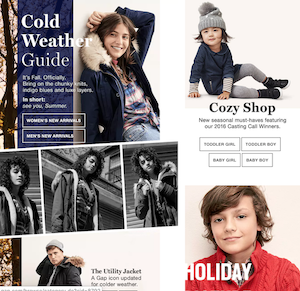 Cold
Weather
Guide
It's Fall. Officially.
Bring on the chunky knits,
indigo blues and luxe layers.
In short:
see you, Summer.
WOMEN'S NEW ARRIVALS
MEN'S NEW ARRIVALS
Cozy Shop
New seasonal must-haves featuring
our 2016 Casting Call Winners.
TODDLER GIRL
TODDLER BOY
BABY GIRL
BABY BOY
The Utility Jacket
A Gap icon updated
for colder weather.
HOLIDAY